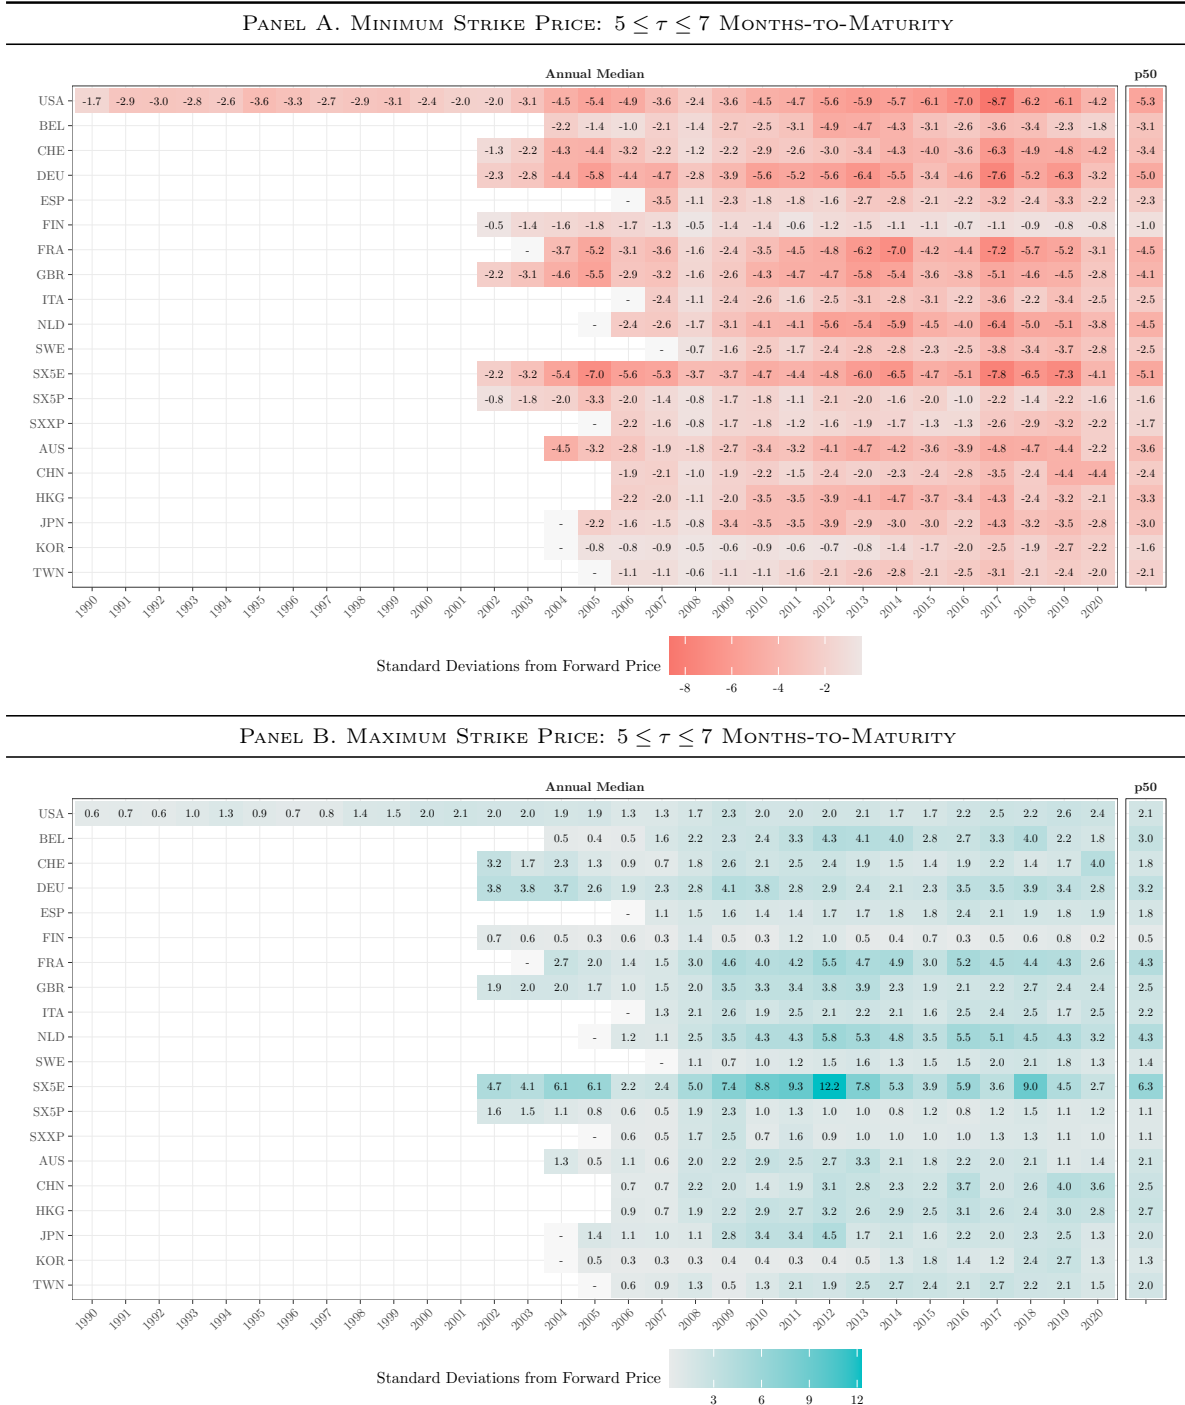 PANEL A. MINIMUM STRIKE PRICE: 5 ≤ τ ≤ 7 MONTHS-TO-MATURITY
Annual Median p50
USA -1.7 -2.9 -3.0 -2.8 -2.6 -3.6 -3.3 -2.7 -2.9 -3.1 -2.4 -2.0 -2.0 -3.1 -4.5 -5.4 -4.9 -3.6 -2.4 -3.6 -4.5 -4.7 -5.6 -5.9 -5.7 -6.1 -7.0 -8.7 -6.2 -6.1 -4.2 -5.3
BEL -2.2 -1.4 -1.0 -2.1 -1.4 -2.7 -2.5 -3.1 -4.9 -4.7 -4.3 -3.1 -2.6 -3.6 -3.4 -2.3 -1.8 -3.1
CHE -1.3 -2.2 -4.3 -4.4 -3.2 -2.2 -1.2 -2.2 -2.9 -2.6 -3.0 -3.4 -4.3 -4.0 -3.6 -6.3 -4.9 -4.8 -4.2 -3.4
DEU -2.3 -2.8 -4.4 -5.8 -4.4 -4.7 -2.8 -3.9 -5.6 -5.2 -5.6 -6.4 -5.5 -3.4 -4.6 -7.6 -5.2 -6.3 -3.2 -5.0
ESP - -3.5 -1.1 -2.3 -1.8 -1.8 -1.6 -2.7 -2.8 -2.1 -2.2 -3.2 -2.4 -3.3 -2.2 -2.3
FIN -0.5 -1.4 -1.6 -1.8 -1.7 -1.3 -0.5 -1.4 -1.4 -0.6 -1.2 -1.5 -1.1 -1.1 -0.7 -1.1 -0.9 -0.8 -0.8 -1.0
FRA - -3.7 -5.2 -3.1 -3.6 -1.6 -2.4 -3.5 -4.5 -4.8 -6.2 -7.0 -4.2 -4.4 -7.2 -5.7 -5.2 -3.1 -4.5
GBR -2.2 -3.1 -4.6 -5.5 -2.9 -3.2 -1.6 -2.6 -4.3 -4.7 -4.7 -5.8 -5.4 -3.6 -3.8 -5.1 -4.6 -4.5 -2.8 -4.1
ITA - -2.4 -1.1 -2.4 -2.6 -1.6 -2.5 -3.1 -2.8 -3.1 -2.2 -3.6 -2.2 -3.4 -2.5 -2.5
NLD - -2.4 -2.6 -1.7 -3.1 -4.1 -4.1 -5.6 -5.4 -5.9 -4.5 -4.0 -6.4 -5.0 -5.1 -3.8 -4.5
SWE - -0.7 -1.6 -2.5 -1.7 -2.4 -2.8 -2.8 -2.3 -2.5 -3.8 -3.4 -3.7 -2.8 -2.5
SX5E -2.2 -3.2 -5.4 -7.0 -5.6 -5.3 -3.7 -3.7 -4.7 -4.4 -4.8 -6.0 -6.5 -4.7 -5.1 -7.8 -6.5 -7.3 -4.1 -5.1
SX5P -0.8 -1.8 -2.0 -3.3 -2.0 -1.4 -0.8 -1.7 -1.8 -1.1 -2.1 -2.0 -1.6 -2.0 -1.0 -2.2 -1.4 -2.2 -1.6 -1.6
SXXP - -2.2 -1.6 -0.8 -1.7 -1.8 -1.2 -1.6 -1.9 -1.7 -1.3 -1.3 -2.6 -2.9 -3.2 -2.2 -1.7
AUS -4.5 -3.2 -2.8 -1.9 -1.8 -2.7 -3.4 -3.2 -4.1 -4.7 -4.2 -3.6 -3.9 -4.8 -4.7 -4.4 -2.2 -3.6
CHN -1.9 -2.1 -1.0 -1.9 -2.2 -1.5 -2.4 -2.0 -2.3 -2.4 -2.8 -3.5 -2.4 -4.4 -4.4 -2.4
HKG -2.2 -2.0 -1.1 -2.0 -3.5 -3.5 -3.9 -4.1 -4.7 -3.7 -3.4 -4.3 -2.4 -3.2 -2.1 -3.3
JPN - -2.2 -1.6 -1.5 -0.8 -3.4 -3.5 -3.5 -3.9 -2.9 -3.0 -3.0 -2.2 -4.3 -3.2 -3.5 -2.8 -3.0
KOR - -0.8 -0.8 -0.9 -0.5 -0.6 -0.9 -0.6 -0.7 -0.8 -1.4 -1.7 -2.0 -2.5 -1.9 -2.7 -2.2 -1.6
TWN - -1.1 -1.1 -0.6 -1.1 -1.1 -1.6 -2.1 -2.6 -2.8 -2.1 -2.5 -3.1 -2.1 -2.4 -2.0 -2.1
1990 1991 1992 1993 1994 1995 1996 1997 1998 1999 2000 2001 2002 2003 2004 2005 2006 2007 2008 2009 2010 2011 2012 2013 2014 2015 2016 2017 2018 2019 2020
Standard Deviations from Forward Price
-8 -6 -4 -2
PANEL B. MAXIMUM STRIKE PRICE: 5 ≤ τ ≤ 7 MONTHS-TO-MATURITY
Annual Median p50
USA 0.6 0.7 0.6 1.0 1.3 0.9 0.7 0.8 1.4 1.5 2.0 2.1 2.0 2.0 1.9 1.9 1.3 1.3 1.7 2.3 2.0 2.0 2.0 2.1 1.7 1.7 2.2 2.5 2.2 2.6 2.4 2.1
BEL 0.5 0.4 0.5 1.6 2.2 2.3 2.4 3.3 4.3 4.1 4.0 2.8 2.7 3.3 4.0 2.2 1.8 3.0
CHE 3.2 1.7 2.3 1.3 0.9 0.7 1.8 2.6 2.1 2.5 2.4 1.9 1.5 1.4 1.9 2.2 1.4 1.7 4.0 1.8
DEU 3.8 3.8 3.7 2.6 1.9 2.3 2.8 4.1 3.8 2.8 2.9 2.4 2.1 2.3 3.5 3.5 3.9 3.4 2.8 3.2
ESP - 1.1 1.5 1.6 1.4 1.4 1.7 1.7 1.8 1.8 2.4 2.1 1.9 1.8 1.9 1.8
FIN 0.7 0.6 0.5 0.3 0.6 0.3 1.4 0.5 0.3 1.2 1.0 0.5 0.4 0.7 0.3 0.5 0.6 0.8 0.2 0.5
FRA - 2.7 2.0 1.4 1.5 3.0 4.6 4.0 4.2 5.5 4.7 4.9 3.0 5.2 4.5 4.4 4.3 2.6 4.3
GBR 1.9 2.0 2.0 1.7 1.0 1.5 2.0 3.5 3.3 3.4 3.8 3.9 2.3 1.9 2.1 2.2 2.7 2.4 2.4 2.5
ITA - 1.3 2.1 2.6 1.9 2.5 2.1 2.2 2.1 1.6 2.5 2.4 2.5 1.7 2.5 2.2
NLD - 1.2 1.1 2.5 3.5 4.3 4.3 5.8 5.3 4.8 3.5 5.5 5.1 4.5 4.3 3.2 4.3
SWE - 1.1 0.7 1.0 1.2 1.5 1.6 1.3 1.5 1.5 2.0 2.1 1.8 1.3 1.4
SX5E 4.7 4.1 6.1 6.1 2.2 2.4 5.0 7.4 8.8 9.3 12.2 7.8 5.3 3.9 5.9 3.6 9.0 4.5 2.7 6.3
SX5P 1.6 1.5 1.1 0.8 0.6 0.5 1.9 2.3 1.0 1.3 1.0 1.0 0.8 1.2 0.8 1.2 1.5 1.1 1.2 1.1
SXXP - 0.6 0.5 1.7 2.5 0.7 1.6 0.9 1.0 1.0 1.0 1.0 1.3 1.3 1.1 1.0 1.1
AUS 1.3 0.5 1.1 0.6 2.0 2.2 2.9 2.5 2.7 3.3 2.1 1.8 2.2 2.0 2.1 1.1 1.4 2.1
CHN 0.7 0.7 2.2 2.0 1.4 1.9 3.1 2.8 2.3 2.2 3.7 2.0 2.6 4.0 3.6 2.5
HKG 0.9 0.7 1.9 2.2 2.9 2.7 3.2 2.6 2.9 2.5 3.1 2.6 2.4 3.0 2.8 2.7
JPN - 1.4 1.1 1.0 1.1 2.8 3.4 3.4 4.5 1.7 2.1 1.6 2.2 2.0 2.3 2.5 1.3 2.0
KOR - 0.5 0.3 0.3 0.3 0.4 0.4 0.3 0.4 0.5 1.3 1.8 1.4 1.2 2.4 2.7 1.3 1.3
TWN - 0.6 0.9 1.3 0.5 1.3 2.1 1.9 2.5 2.7 2.4 2.1 2.7 2.2 2.1 1.5 2.0
1990 1991 1992 1993 1994 1995 1996 1997 1998 1999 2000 2001 2002 2003 2004 2005 2006 2007 2008 2009 2010 2011 2012 2013 2014 2015 2016 2017 2018 2019 2020
Standard Deviations from Forward Price
3 6 9 12